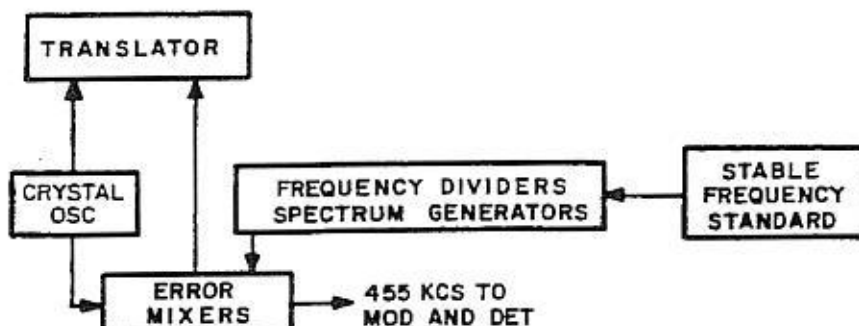 TRANSLATOR
CRYSTAL
OSC
FREQUENCY DIVIDERS
SPECTRUM GENERATORS
STABLE
FREQUENCY
STANDARD
ERROR
MIXERS
455 KCS TO
MOD AND DET